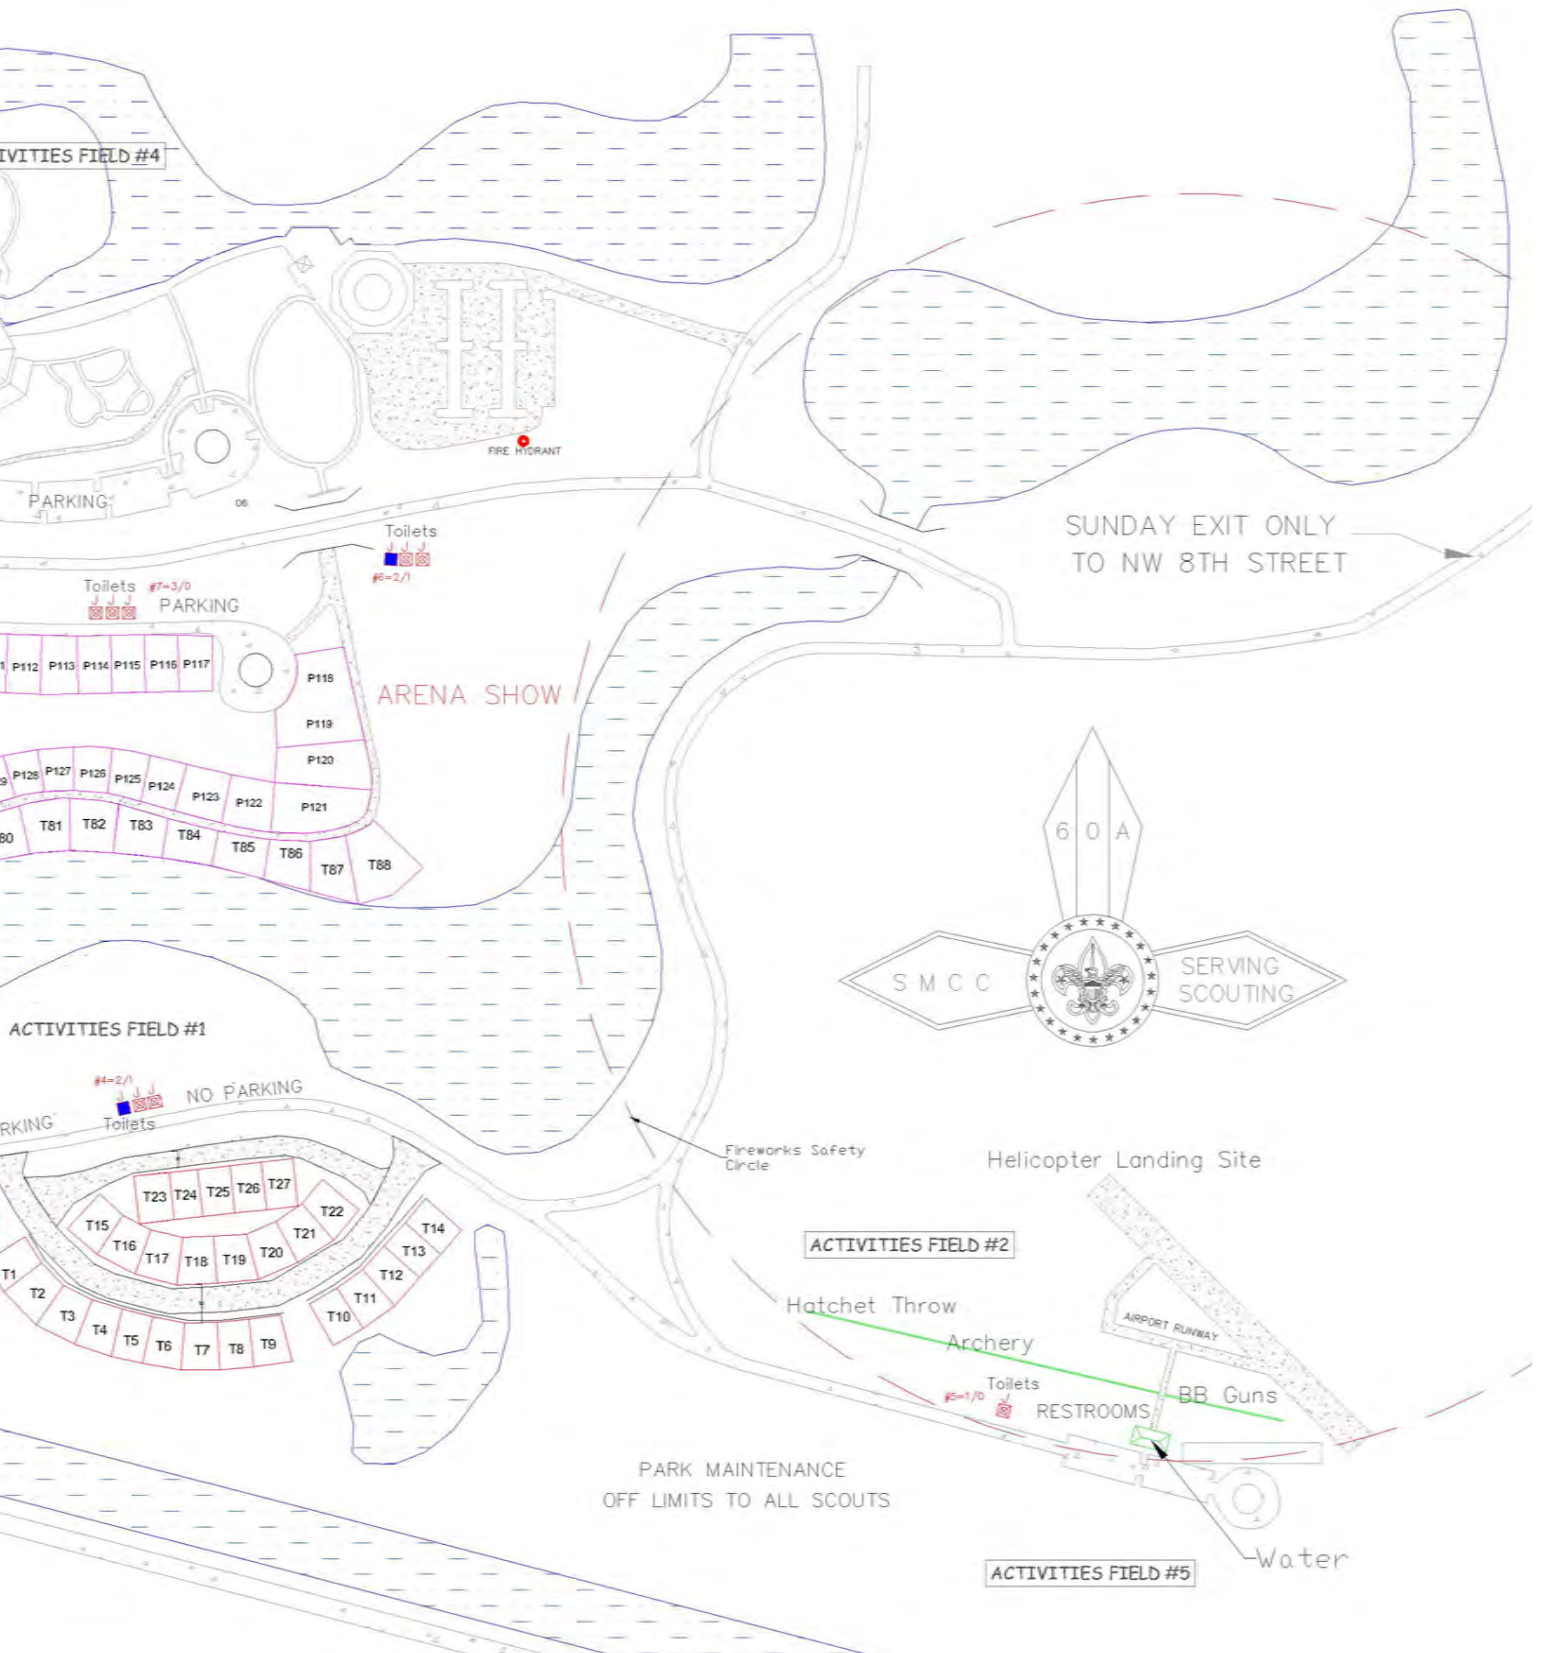 IVITIES FIELD #4
FIRE HYDRANT
PARKING
06
SUNDAY EXIT ONLY
TO NW 8TH STREET
Toilets
#6=2/1
Toilets #7=3/0
PARKING
1 P112 P113 P114 P115 P116 P117
P118
ARENA SHOW
P119
P120
P121
29 P128 P127 P126 P125 P124 P123 P122
80 T81 T82 T83 T84 T85 T86 T87 T88
6 0 A
S M C C
SERVING
SCOUTING
ACTIVITIES FIELD #1
#4=2/1
NO PARKING
RKING
Toilets
Fireworks Safety
Circle
Helicopter Landing Site
T23 T24 T25 T26 T27
T15 T16 T17 T18 T19 T20 T21 T22
T14
T13
T12
T11
T10
T1 T2 T3 T4 T5 T6 T7 T8 T9
ACTIVITIES FIELD #2
Hatchet Throw
AIRPORT RUNWAY
Archery
Toilets
#5=1/0
BB Guns
RESTROOMS
PARK MAINTENANCE
OFF LIMITS TO ALL SCOUTS
Water
ACTIVITIES FIELD #5